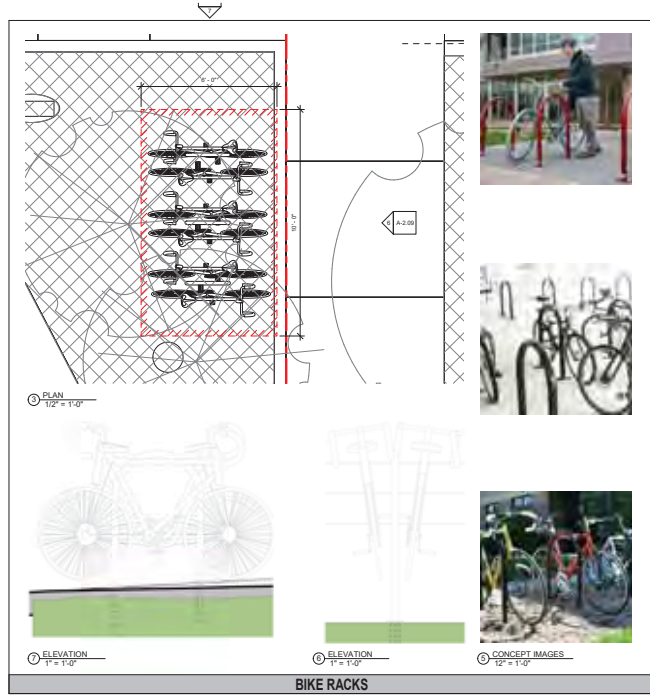 7
6' - 0"
10' - 0"
6 A-2.09
3 PLAN
1/2" = 1'-0"
7 ELEVATION
1" = 1'-0"
6 ELEVATION
1" = 1'-0"
5 CONCEPT IMAGES
12" = 1'-0"
BIKE RACKS